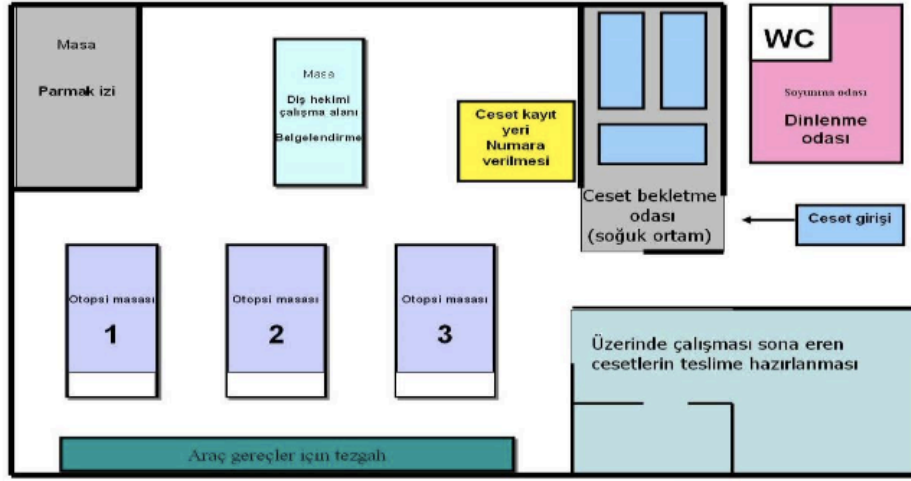 Masa
Parmak izi
Masa
Diş hekimi
çalışma alanı
Belgelendirme
Ceset kayıt
yeri
Numara
verilmesi
Ceset bekletme
odası
(soğuk ortam)
WC
Soyunma odası
Dinlenme
odası
Ceset girişi
Otopsi masası
1
Otopsi masası
2
Otopsi masası
3
Üzerinde çalışması sona eren
cesetlerin teslime hazırlanması
Araç gereçler için tezgah